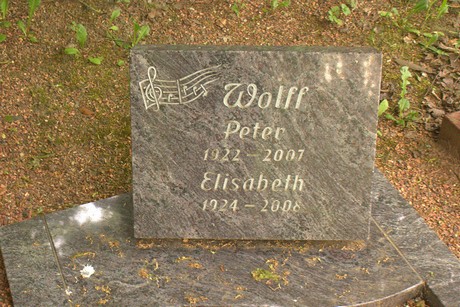 Wolff
Peter
1922 – 2007
Elisabeth
1924 – 2008